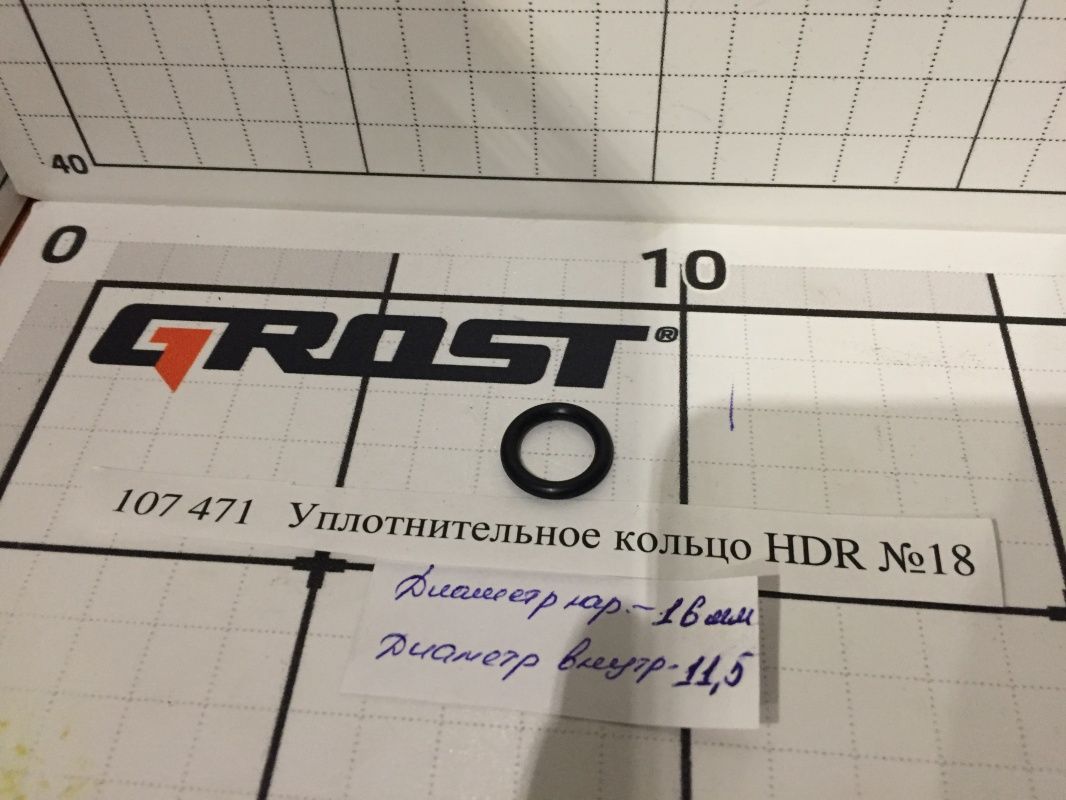 40
0
10
GROST®
107 471 Уплотнительное кольцо HDR №18
Диаметр нар. - 16 мм
Диаметр внутр - 11,5